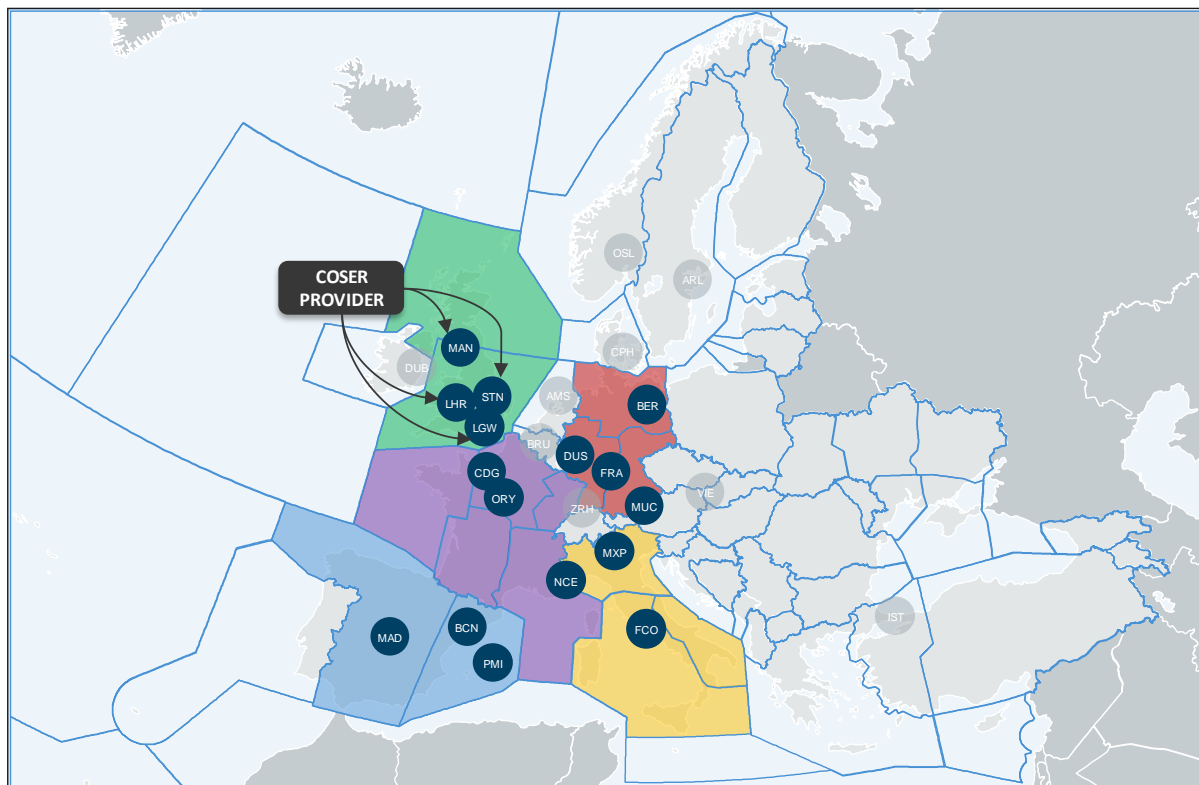 OSL
ARL
COSER
PROVIDER
MAN
CPH
DUB
STN
AMS
LHR
BER
LGW
BRU
DUS
CDG
FRA
VIE
ORY
ZRH
MUC
MXP
NCE
IST
BCN
FCO
MAD
PMI